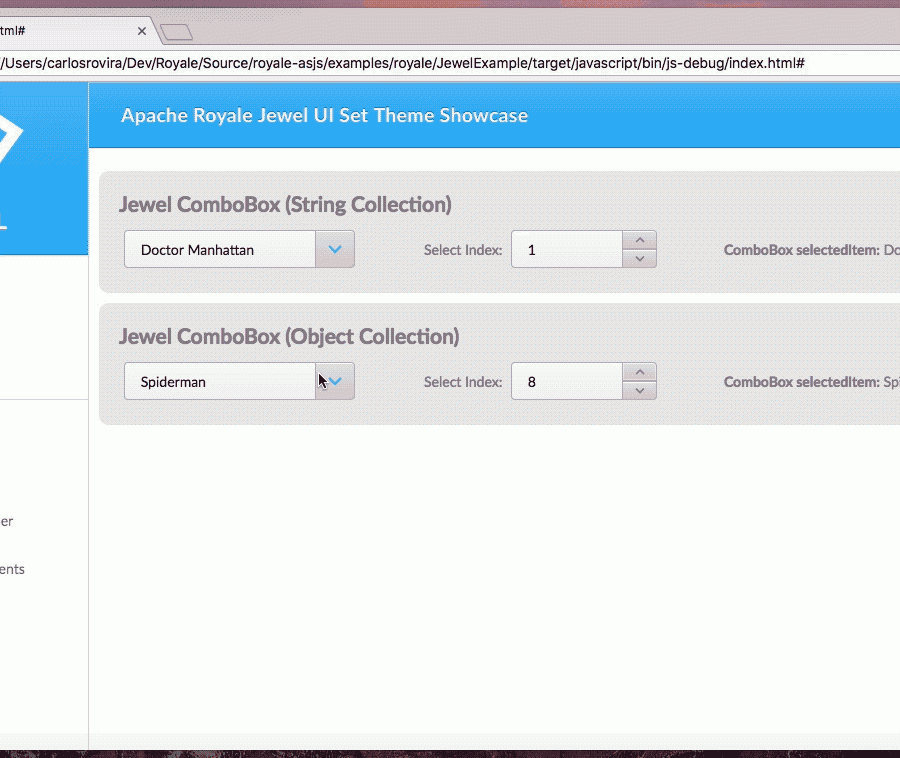 tml#
/Users/carlosrovira/Dev/Royale/Source/royale-asjs/examples/royale/JewelExample/target/javascript/bin/js-debug/index.html#
Apache Royale Jewel UI Set Theme Showcase
Jewel ComboBox (String Collection)
Doctor Manhattan Select Index: 1 ComboBox selectedItem: Do
Jewel ComboBox (Object Collection)
Spiderman Select Index: 8 ComboBox selectedItem: Spi
er
ents